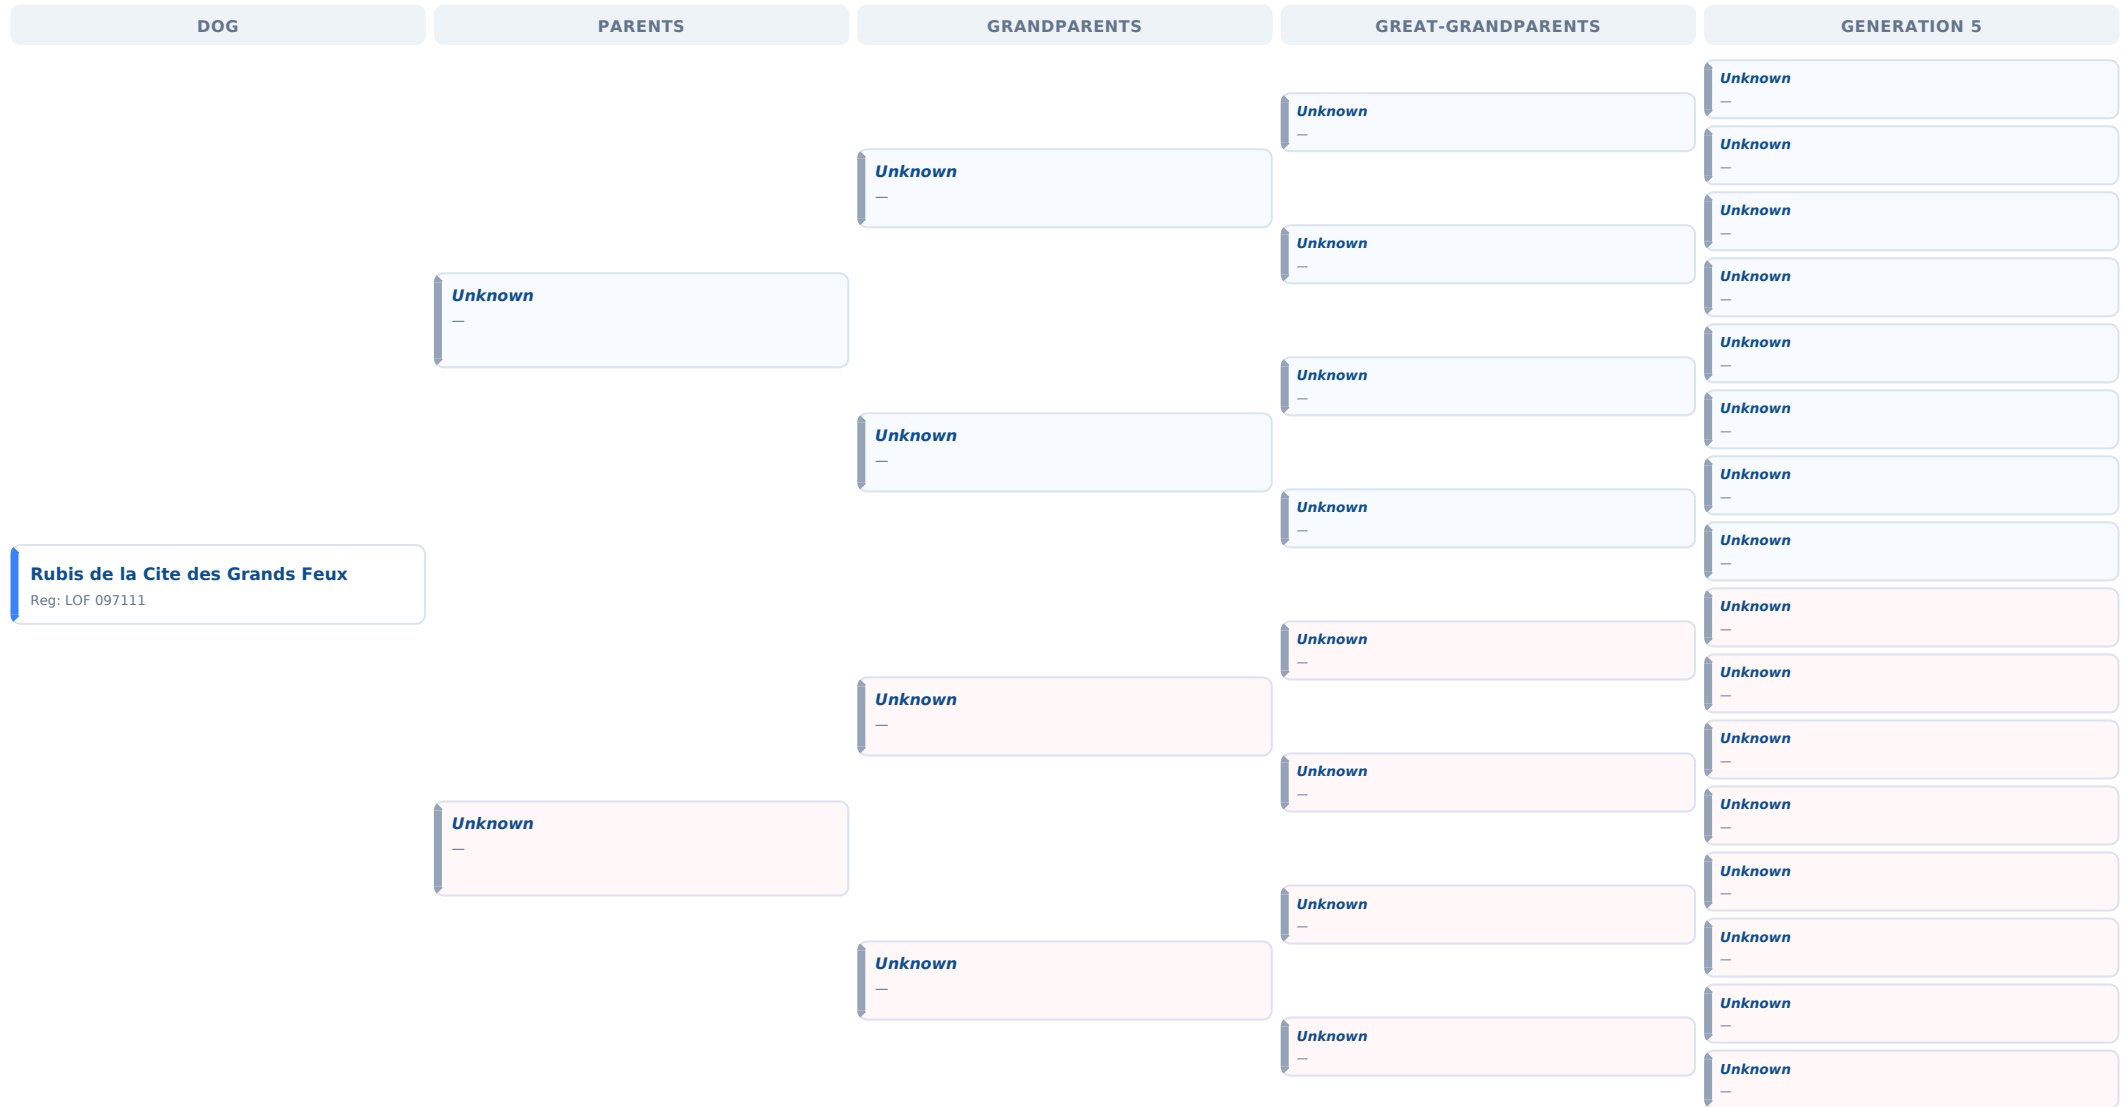 DOG
PARENTS
GRANDPARENTS
GREAT-GRANDPARENTS
GENERATION 5
Rubis de la Cite des Grands Feux
Reg: LOF 097111
Unknown
—
Unknown
—
Unknown
—
Unknown
—
Unknown
—
Unknown
—
Unknown
—
Unknown
—
Unknown
—
Unknown
—
Unknown
—
Unknown
—
Unknown
—
Unknown
—
Unknown
—
Unknown
—
Unknown
—
Unknown
—
Unknown
—
Unknown
—
Unknown
—
Unknown
—
Unknown
—
Unknown
—
Unknown
—
Unknown
—
Unknown
—
Unknown
—
Unknown
—
Unknown
—